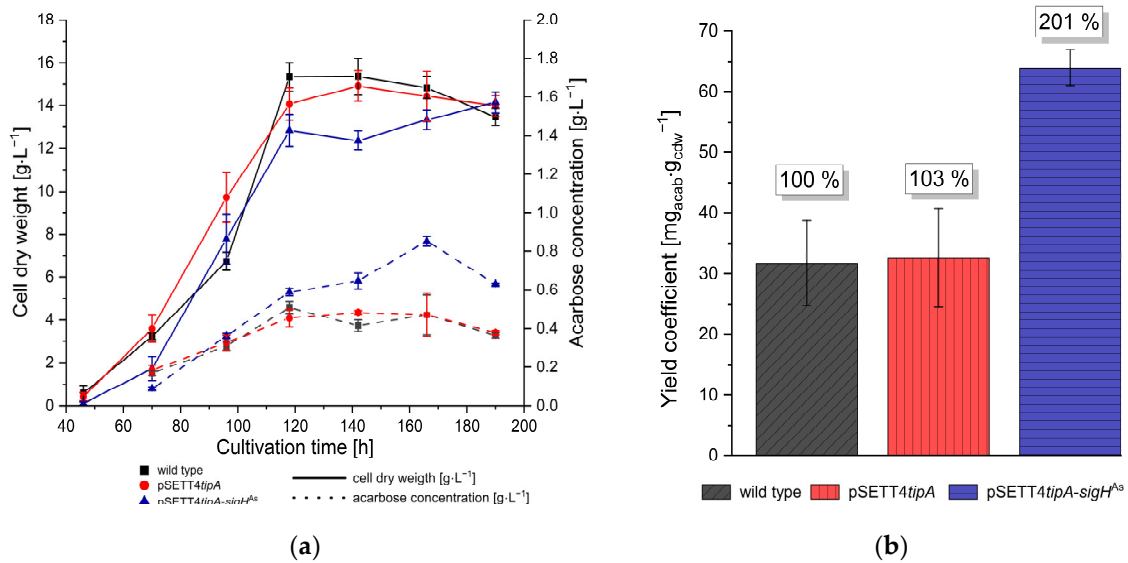 18
16
14
12
10
8
6
4
2
0
Cell dry weight [g·L⁻¹]
2.0
1.8
1.6
1.4
1.2
1.0
0.8
0.6
0.4
0.2
0.0
Acarbose concentration [g·L⁻¹]
40 60 80 100 120 140 160 180 200
Cultivation time [h]
wild type
pSETT4tipA
pSETT4tipA-sigHᴬˢ
cell dry weigth [g·L⁻¹]
acarbose concentration [g·L⁻¹]
(a)
70
60
50
40
30
20
10
0
Yield coefficient [mg_acab·g_cdw⁻¹]
100 %
103 %
201 %
wild type pSETT4tipA pSETT4tipA-sigHᴬˢ
(b)